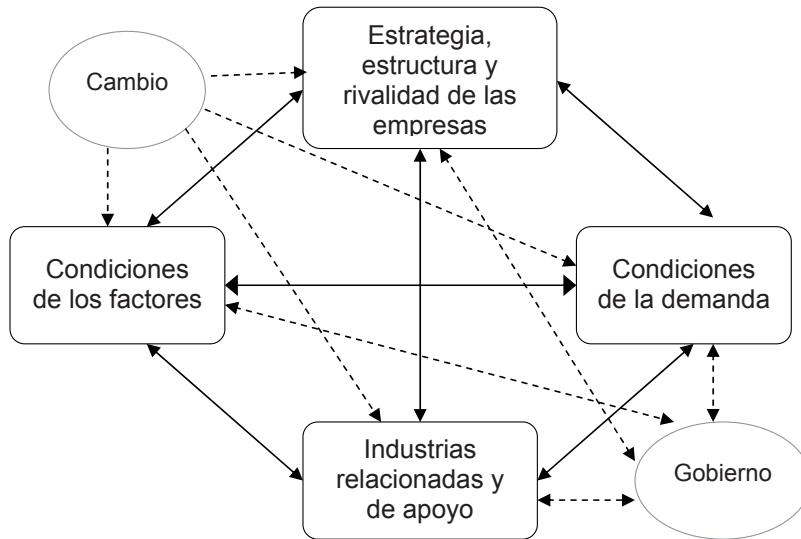 Estrategia,
estructura y
rivalidad de las
empresas
Cambio
Condiciones
de los factores
Condiciones
de la demanda
Industrias
relacionadas y
de apoyo
Gobierno